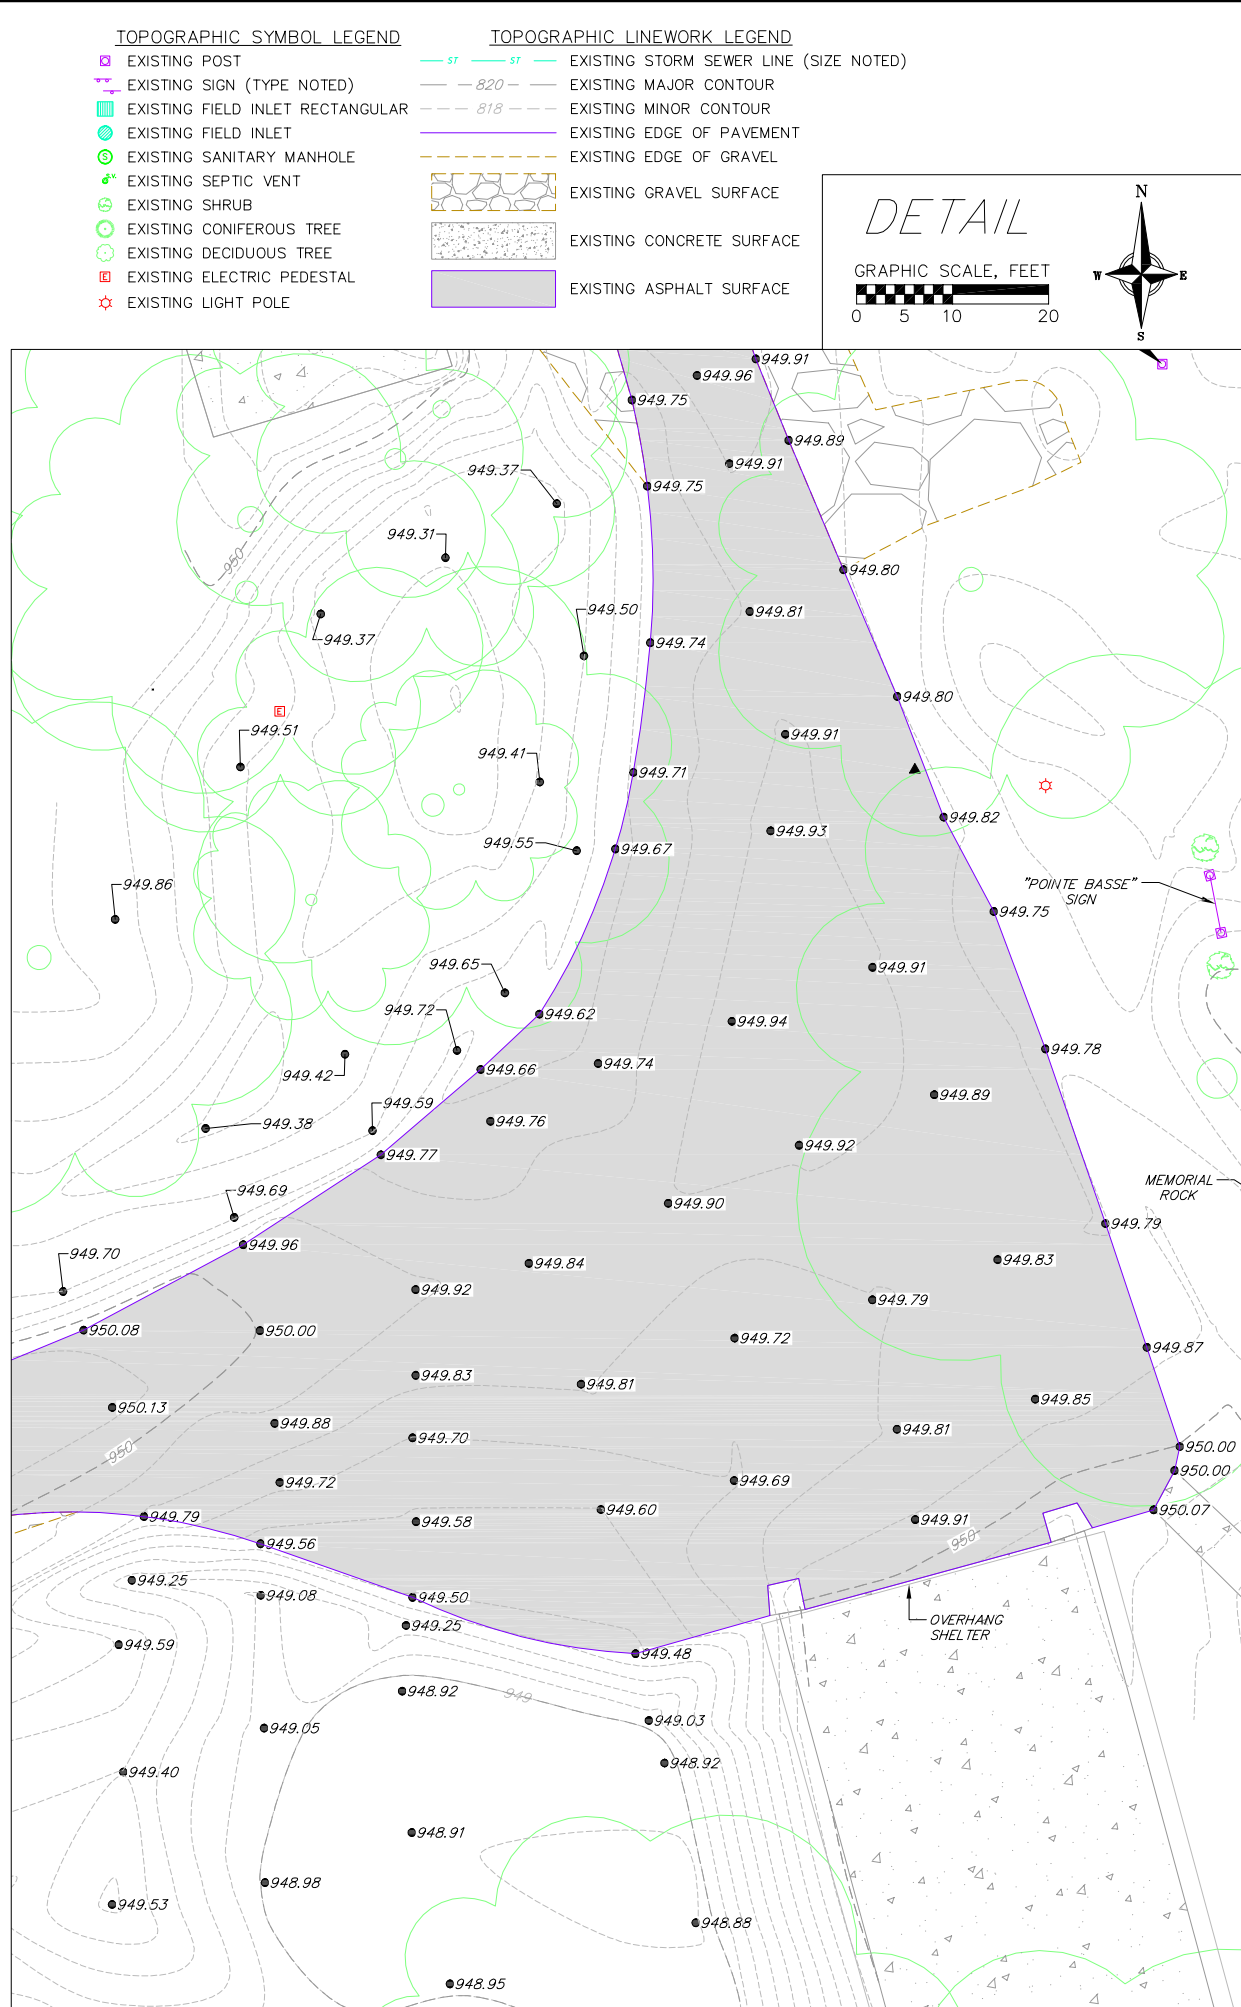 TOPOGRAPHIC SYMBOL LEGEND
EXISTING POST
EXISTING SIGN (TYPE NOTED)
EXISTING FIELD INLET RECTANGULAR
EXISTING FIELD INLET
S EXISTING SANITARY MANHOLE
S.V. EXISTING SEPTIC VENT
EXISTING SHRUB
EXISTING CONIFEROUS TREE
EXISTING DECIDUOUS TREE
E EXISTING ELECTRIC PEDESTAL
EXISTING LIGHT POLE
TOPOGRAPHIC LINEWORK LEGEND
ST ST EXISTING STORM SEWER LINE (SIZE NOTED)
820 EXISTING MAJOR CONTOUR
818 EXISTING MINOR CONTOUR
EXISTING EDGE OF PAVEMENT
EXISTING EDGE OF GRAVEL
EXISTING GRAVEL SURFACE
EXISTING CONCRETE SURFACE
EXISTING ASPHALT SURFACE
DETAIL
GRAPHIC SCALE, FEET
0 5 10 20
N
W E
S
949.91
949.96
949.75
949.89
949.91
949.37
949.75
949.31
949.80
949.50
949.81
949.37
949.74
949.80
E
949.51
949.91
949.41
949.71
949.82
949.93
949.55
949.67
949.86
"POINTE BASSE"
SIGN
949.75
949.65
949.91
949.72
949.62
949.94
949.78
949.42
949.66
949.74
949.89
949.59
949.38
949.76
949.92
949.77
MEMORIAL
ROCK
949.69
949.90
949.79
949.96
949.70
949.84
949.83
949.92
949.79
950.08
950.00
949.72
949.87
949.83
949.81
949.85
950.13
949.88
949.81
949.70
950
950.00
950.00
949.72
949.69
949.79
949.60
950.07
949.58
949.91
949.56
950
949.25
949.08
949.50
949.25
OVERHANG
SHELTER
949.59
949.48
948.92
949
949.05
949.03
948.92
949.40
948.91
948.98
949.53
948.88
948.95
950